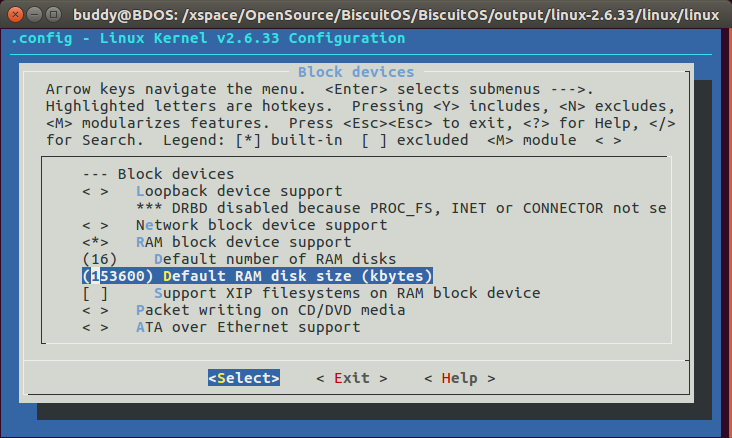 buddy@BDOS: /xspace/OpenSource/BiscuitOS/BiscuitOS/output/linux-2.6.33/linux/linux
.config - Linux Kernel v2.6.33 Configuration
Block devices
Arrow keys navigate the menu.  <Enter> selects submenus --->.
Highlighted letters are hotkeys.  Pressing <Y> includes, <N> excludes,
<M> modularizes features.  Press <Esc><Esc> to exit, <?> for Help, </>
for Search.  Legend: [*] built-in  [ ] excluded  <M> module  < >
--- Block devices
< >   Loopback device support
*** DRBD disabled because PROC_FS, INET or CONNECTOR not se
< >   Network block device support
<*>   RAM block device support
(16)    Default number of RAM disks
(153600) Default RAM disk size (kbytes)
[ ]     Support XIP filesystems on RAM block device
< >   Packet writing on CD/DVD media
< >   ATA over Ethernet support
<Select>    < Exit >    < Help >